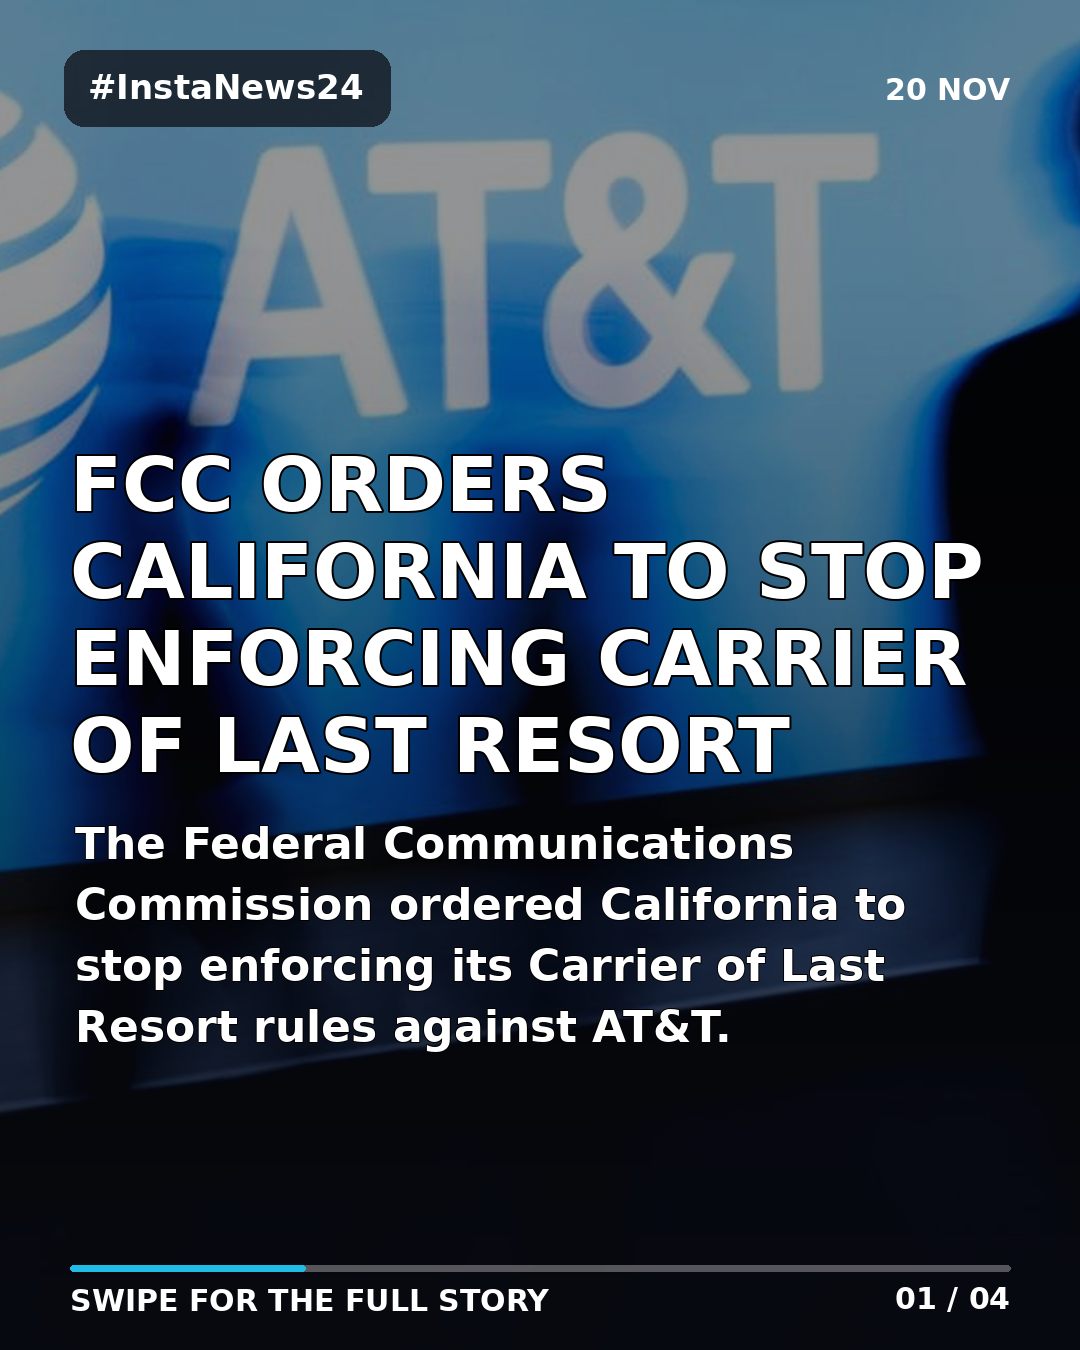 #InstaNews24
20 NOV
AT&T
FCC ORDERS
CALIFORNIA TO STOP
ENFORCING CARRIER
OF LAST RESORT
The Federal Communications
Commission ordered California to
stop enforcing its Carrier of Last
Resort rules against AT&T.
SWIPE FOR THE FULL STORY
01 / 04